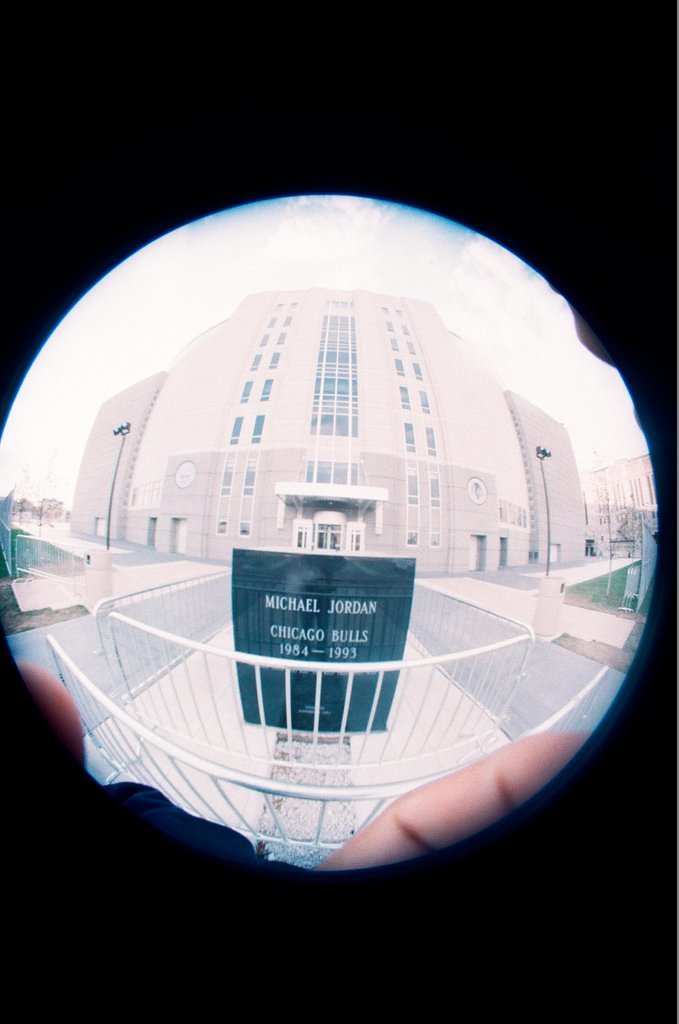 MICHAEL JORDAN
CHICAGO BULLS
1984 — 1993